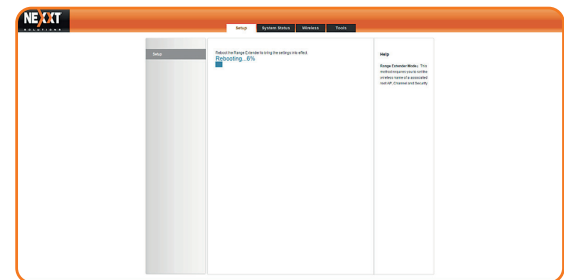 NEXXT
SOLUTIONS
Setup
System Status
Wireless
Tools
Setup
Reboot the Range Extender to bring the settings into effect
Rebooting...6%
Help
Range Extender Mode: This
method requires you to set the
wireless name of a associated
root AP, Channel and Security